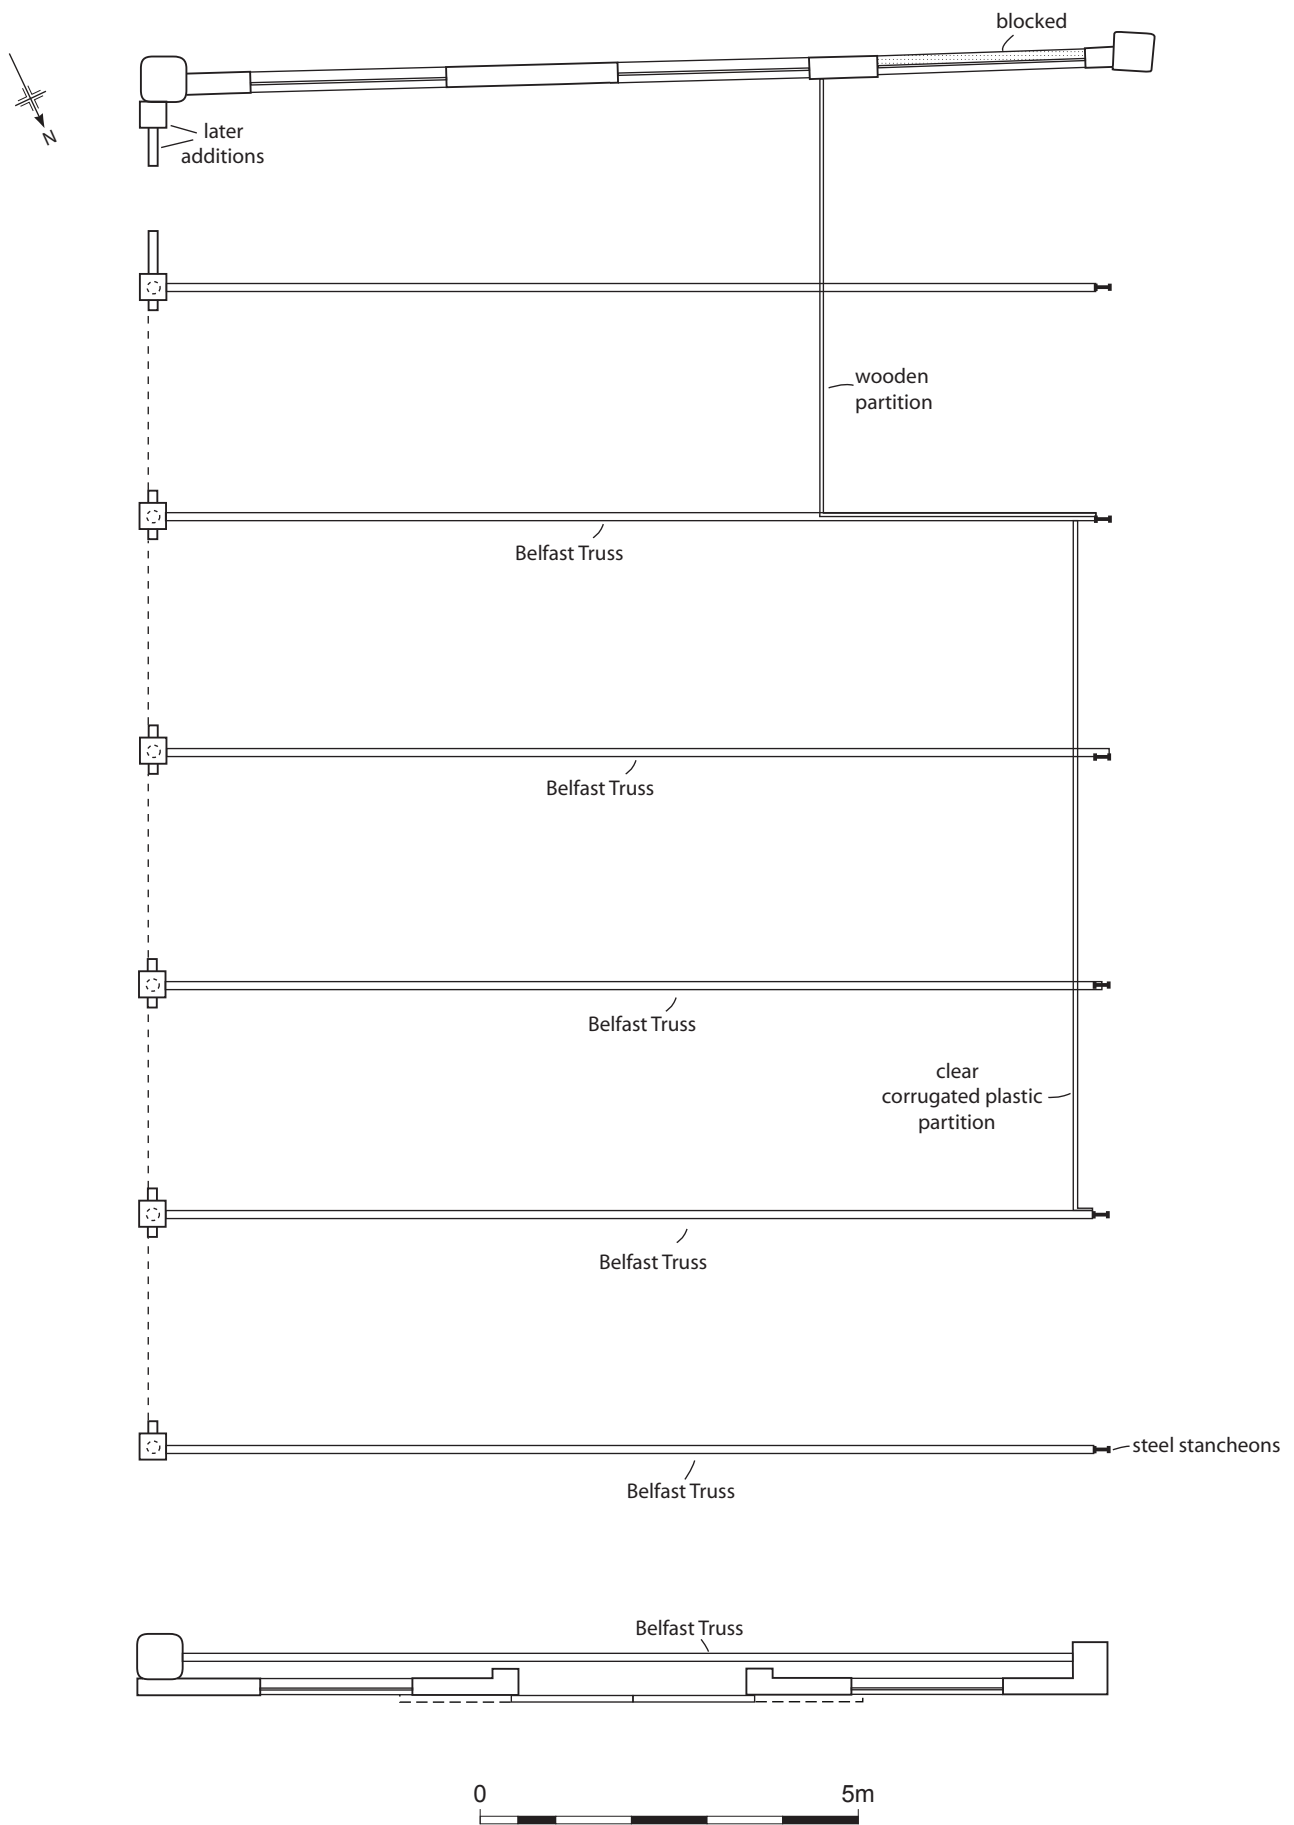 blocked
N
later
additions
wooden
partition
Belfast Truss
Belfast Truss
Belfast Truss
clear
corrugated plastic
partition
Belfast Truss
steel stancheons
Belfast Truss
Belfast Truss
0 5m